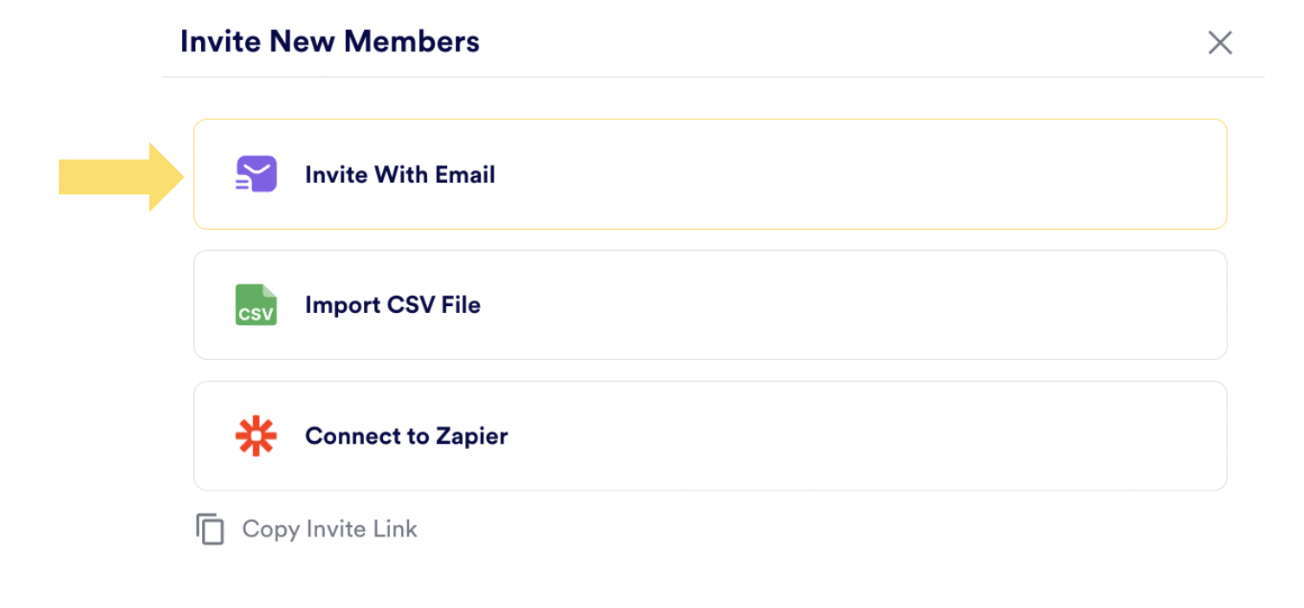 Invite New Members
Invite With Email
CSV
Import CSV File
Connect to Zapier
Copy Invite Link